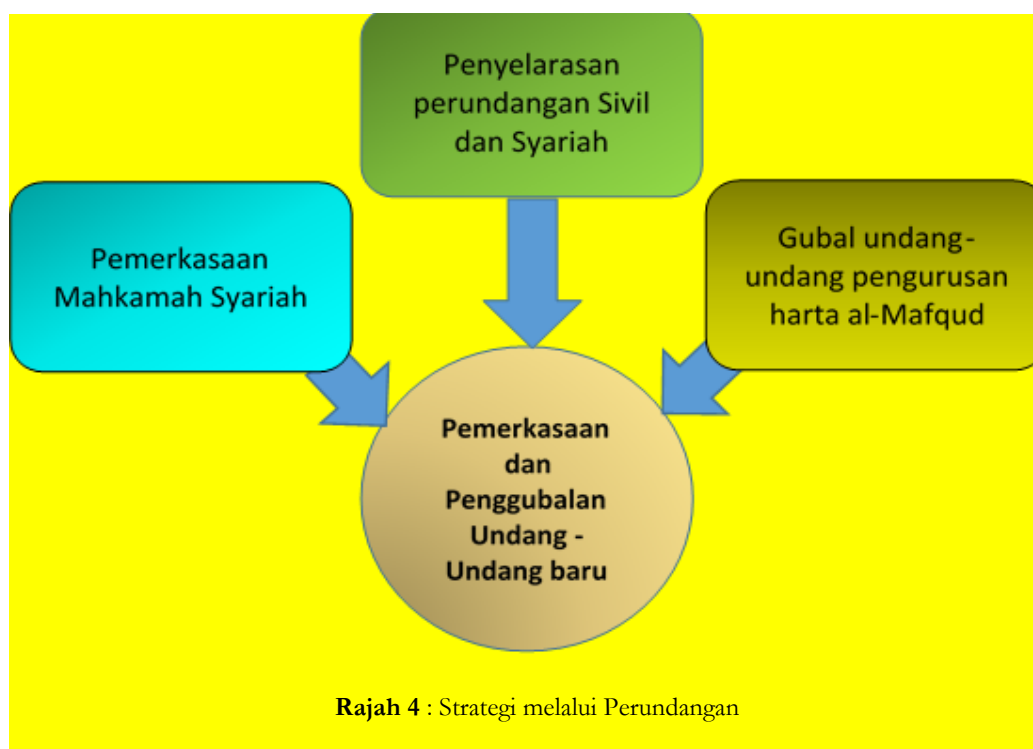 Penyelarasan
perundangan Sivil
dan Syariah
Pemerkasaan
Mahkamah Syariah
Gubal undang-
undang pengurusan
harta al-Mafqud
Pemerkasaan
dan
Penggubalan
Undang -
Undang baru
Rajah 4 : Strategi melalui Perundangan